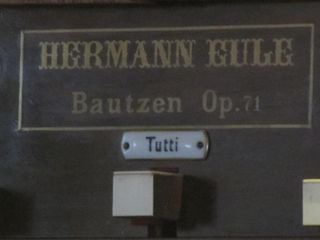 HERMANN EULE
Bautzen Op.71
Tutti